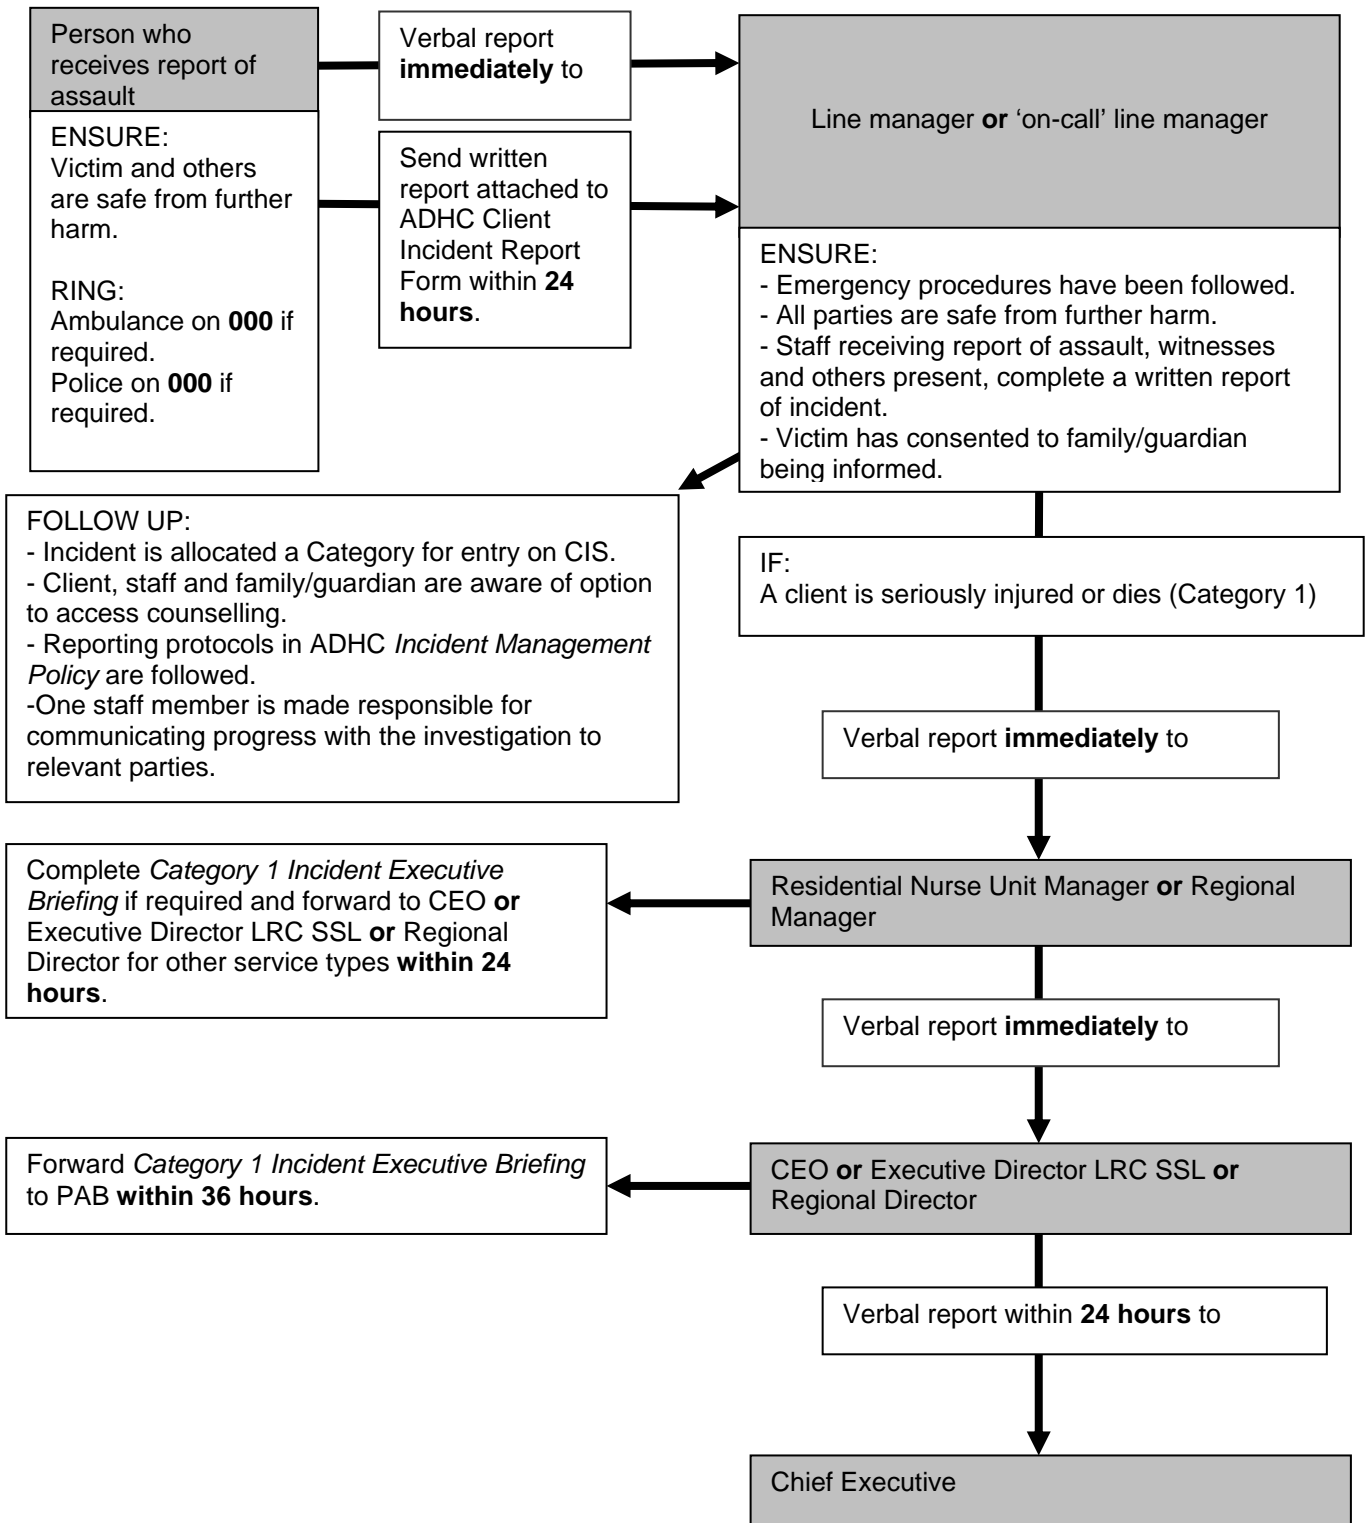 Person who
receives report of
assault
ENSURE:
Victim and others
are safe from further
harm.
RING:
Ambulance on 000 if
required.
Police on 000 if
required.
Verbal report
immediately to
Send written
report attached to
ADHC Client
Incident Report
Form within 24
hours.
Line manager or ‘on-call’ line manager
ENSURE:
- Emergency procedures have been followed.
- All parties are safe from further harm.
- Staff receiving report of assault, witnesses
and others present, complete a written report
of incident.
- Victim has consented to family/guardian
being informed.
FOLLOW UP:
- Incident is allocated a Category for entry on CIS.
- Client, staff and family/guardian are aware of option
to access counselling.
- Reporting protocols in ADHC Incident Management
Policy are followed.
-One staff member is made responsible for
communicating progress with the investigation to
relevant parties.
IF:
A client is seriously injured or dies (Category 1)
Verbal report immediately to
Residential Nurse Unit Manager or Regional
Manager
Complete Category 1 Incident Executive
Briefing if required and forward to CEO or
Executive Director LRC SSL or Regional
Director for other service types within 24
hours.
Verbal report immediately to
CEO or Executive Director LRC SSL or
Regional Director
Forward Category 1 Incident Executive Briefing
to PAB within 36 hours.
Verbal report within 24 hours to
Chief Executive